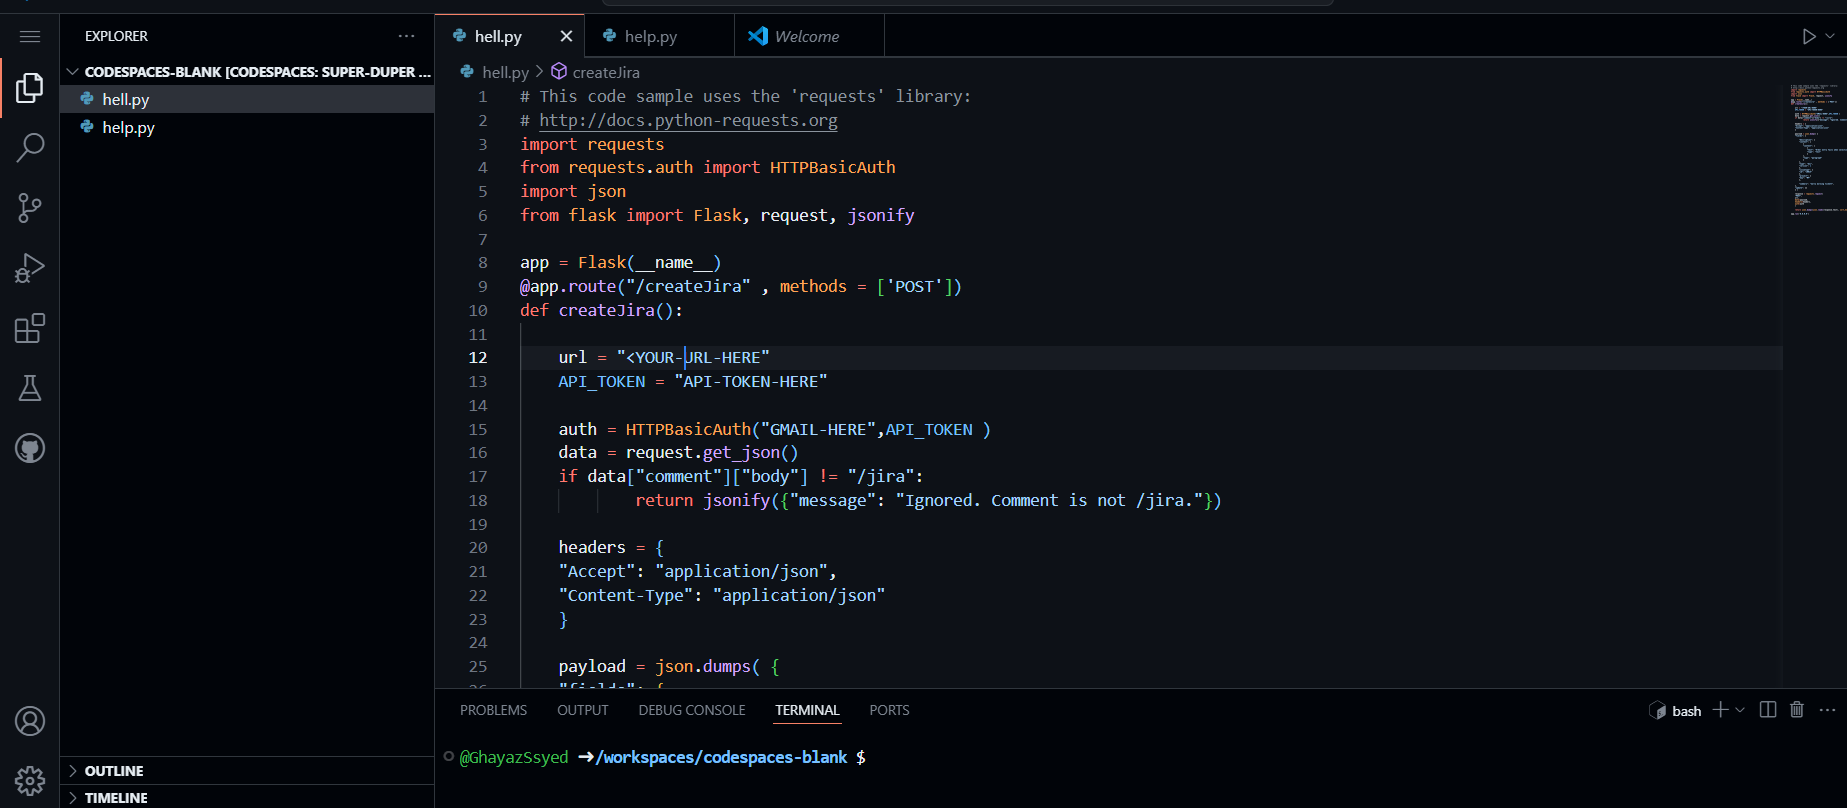 EXPLORER
CODESPACES-BLANK [CODESPACES: SUPER-DUPER ...
hell.py
help.py
OUTLINE
TIMELINE
hell.py
help.py
Welcome
hell.py > createJira
1 # This code sample uses the 'requests' library:
2 # http://docs.python-requests.org
3 import requests
4 from requests.auth import HTTPBasicAuth
5 import json
6 from flask import Flask, request, jsonify
7
8 app = Flask(__name__)
9 @app.route("/createJira" , methods = ['POST'])
10 def createJira():
11
12 url = "<YOUR-URL-HERE"
13 API_TOKEN = "API-TOKEN-HERE"
14
15 auth = HTTPBasicAuth("GMAIL-HERE",API_TOKEN )
16 data = request.get_json()
17 if data["comment"]["body"] != "/jira":
18 return jsonify({"message": "Ignored. Comment is not /jira."})
19
20 headers = {
21 "Accept": "application/json",
22 "Content-Type": "application/json"
23 }
24
25 payload = json.dumps( {
26 "fields": {
PROBLEMS OUTPUT DEBUG CONSOLE TERMINAL PORTS
bash
@GhayazSsyed ➜/workspaces/codespaces-blank $